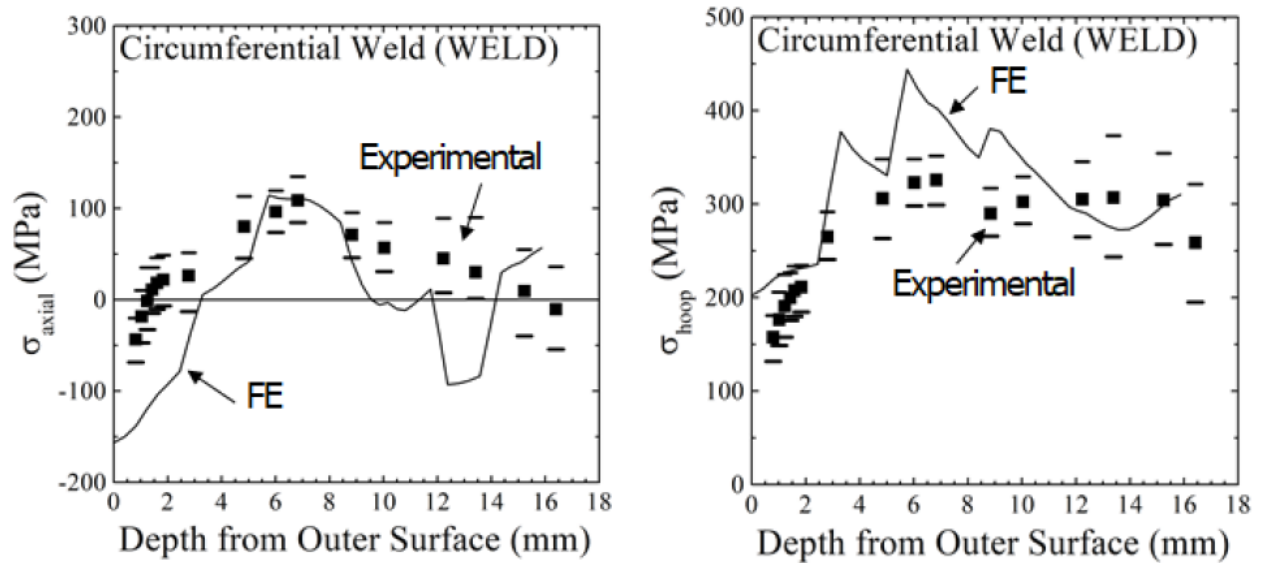 300
200
100
0
-100
-200
σaxial (MPa)
Circumferential Weld (WELD)
Experimental
FE
0 2 4 6 8 10 12 14 16 18
Depth from Outer Surface (mm)
500
400
300
200
100
0
σhoop (MPa)
Circumferential Weld (WELD)
FE
Experimental
0 2 4 6 8 10 12 14 16 18
Depth from Outer Surface (mm)